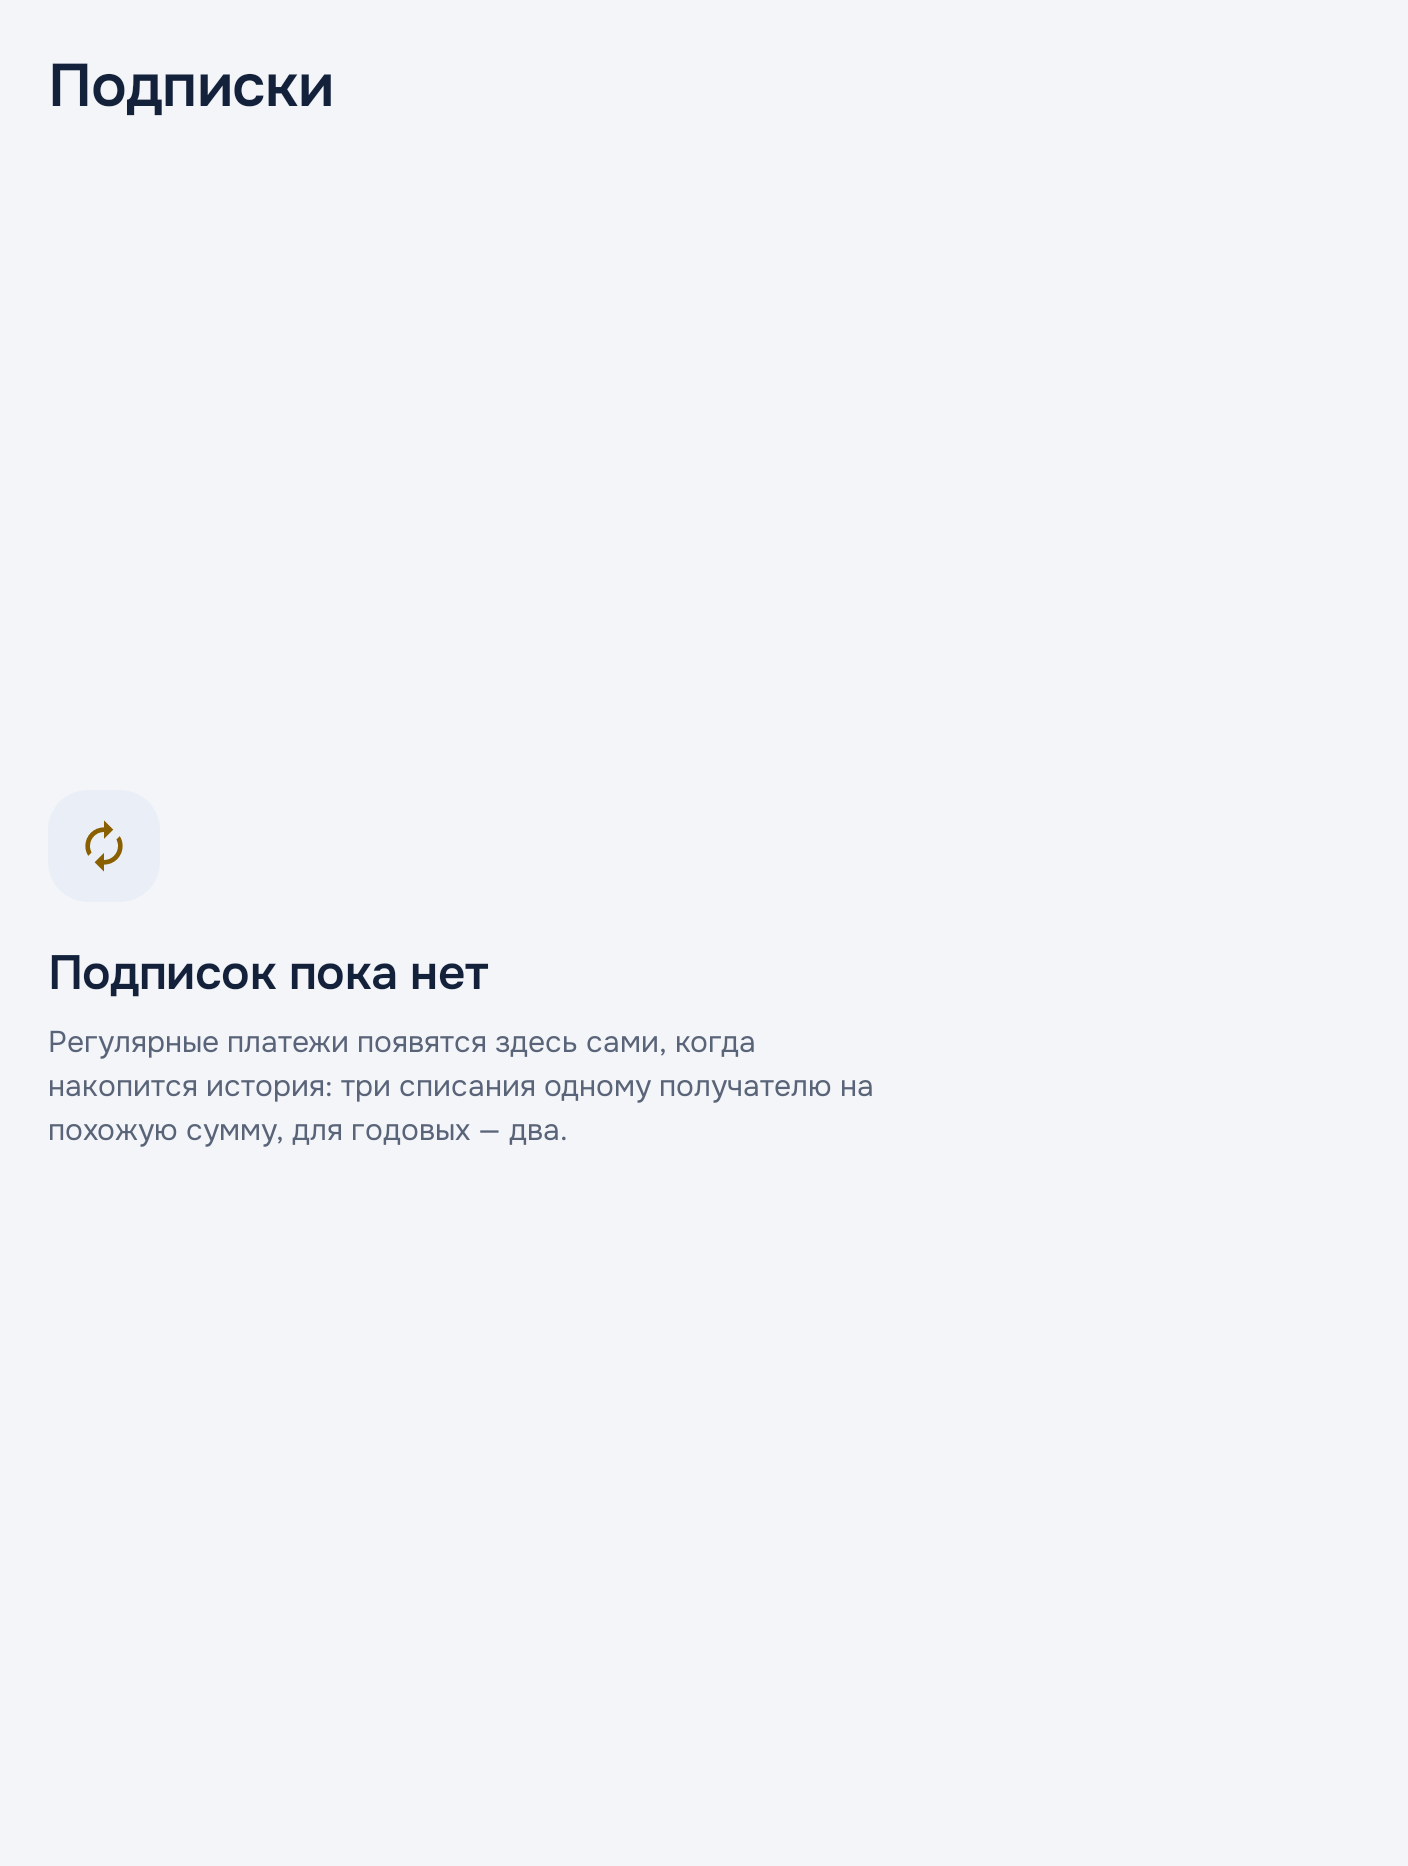 Подписки
Подписок пока нет
Регулярные платежи появятся здесь сами, когда
накопится история: три списания одному получателю на
похожую сумму, для годовых — два.